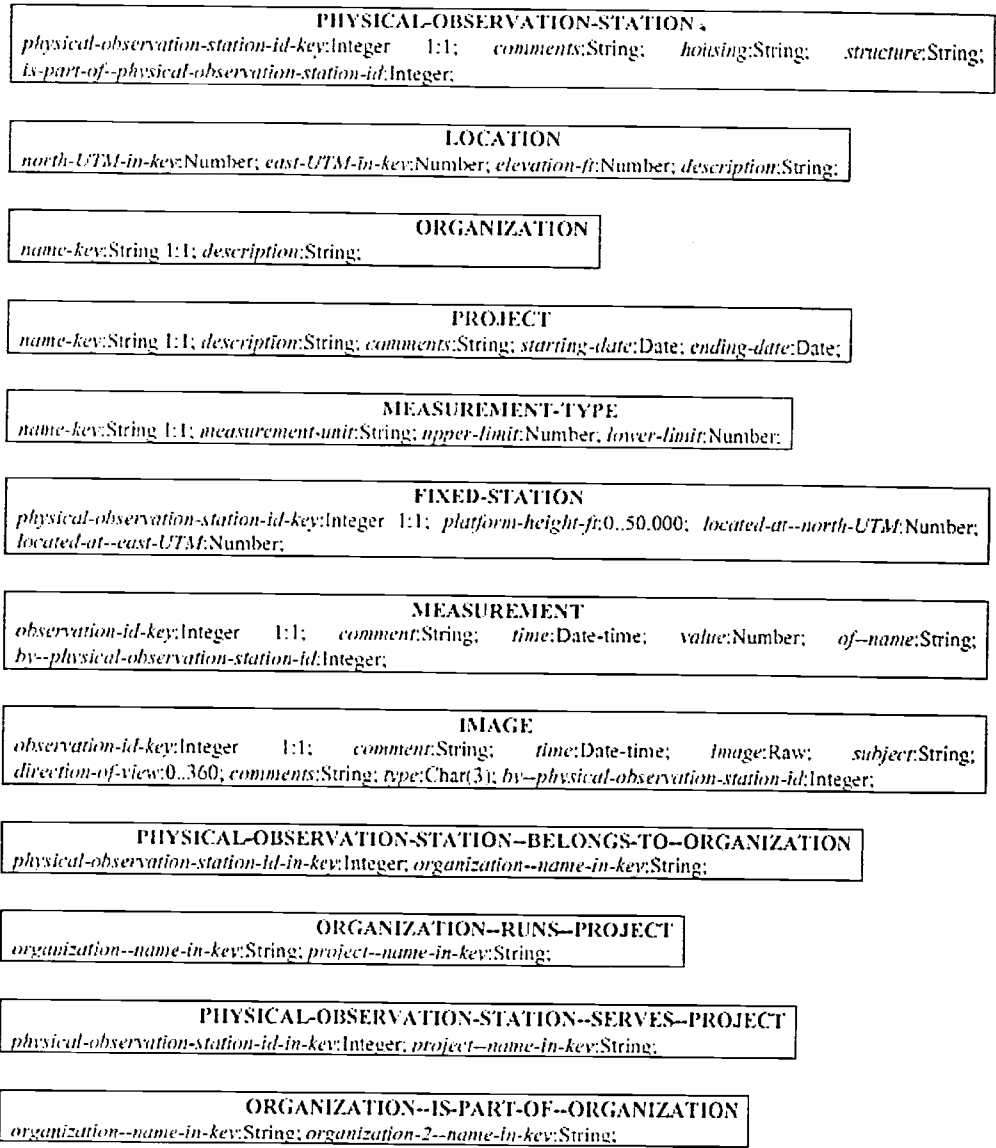 PHYSICAL-OBSERVATION-STATION
physical-observation-station-id-key:Integer 1:1; comments:String; housing:String; structure:String;
is-part-of--physical-observation-station-id:Integer;
LOCATION
north-UTM-in-key:Number; east-UTM-in-key:Number; elevation-ft:Number; description:String;
ORGANIZATION
name-key:String 1:1; description:String;
PROJECT
name-key:String 1:1; description:String; comments:String; starting-date:Date; ending-date:Date;
MEASUREMENT-TYPE
name-key:String 1:1; measurement-unit:String; upper-limit:Number; lower-limit:Number;
FIXED-STATION
physical-observation-station-id-key:Integer 1:1; platform-height-ft:0..50.000; located-at--north-UTM:Number;
located-at--east-UTM:Number;
MEASUREMENT
observation-id-key:Integer 1:1; comment:String; time:Date-time; value:Number; of--name:String;
by--physical-observation-station-id:Integer;
IMAGE
observation-id-key:Integer 1:1; comment:String; time:Date-time; image:Raw; subject:String;
direction-of-view:0..360; comments:String; type:Char(3); by--physical-observation-station-id:Integer;
PHYSICAL-OBSERVATION-STATION--BELONGS-TO--ORGANIZATION
physical-observation-station-id-in-key:Integer; organization--name-in-key:String;
ORGANIZATION--RUNS--PROJECT
organization--name-in-key:String; project--name-in-key:String;
PHYSICAL-OBSERVATION-STATION--SERVES--PROJECT
physical-observation-station-id-in-key:Integer; project--name-in-key:String;
ORGANIZATION--IS-PART-OF--ORGANIZATION
organization--name-in-key:String; organization-2--name-in-key:String;